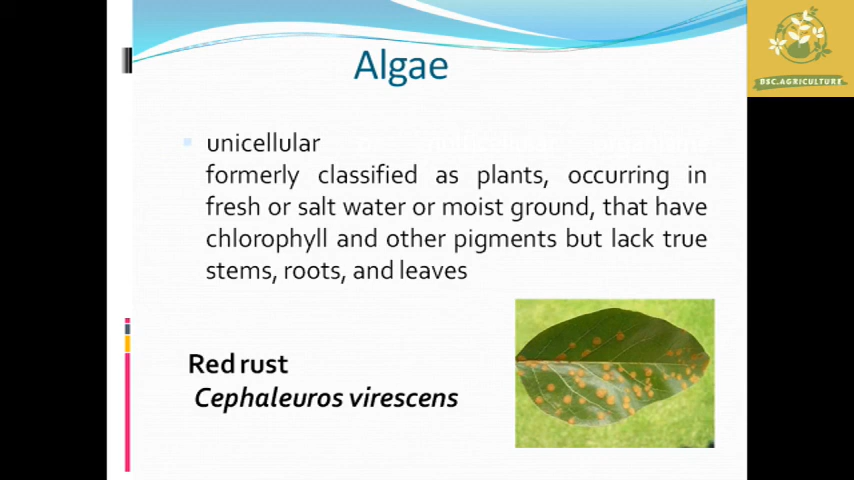 Algae
BSC.AGRICULTURE
unicellular
formerly classified as plants, occurring in
fresh or salt water or moist ground, that have
chlorophyll and other pigments but lack true
stems, roots, and leaves
Red rust
Cephaleuros virescens